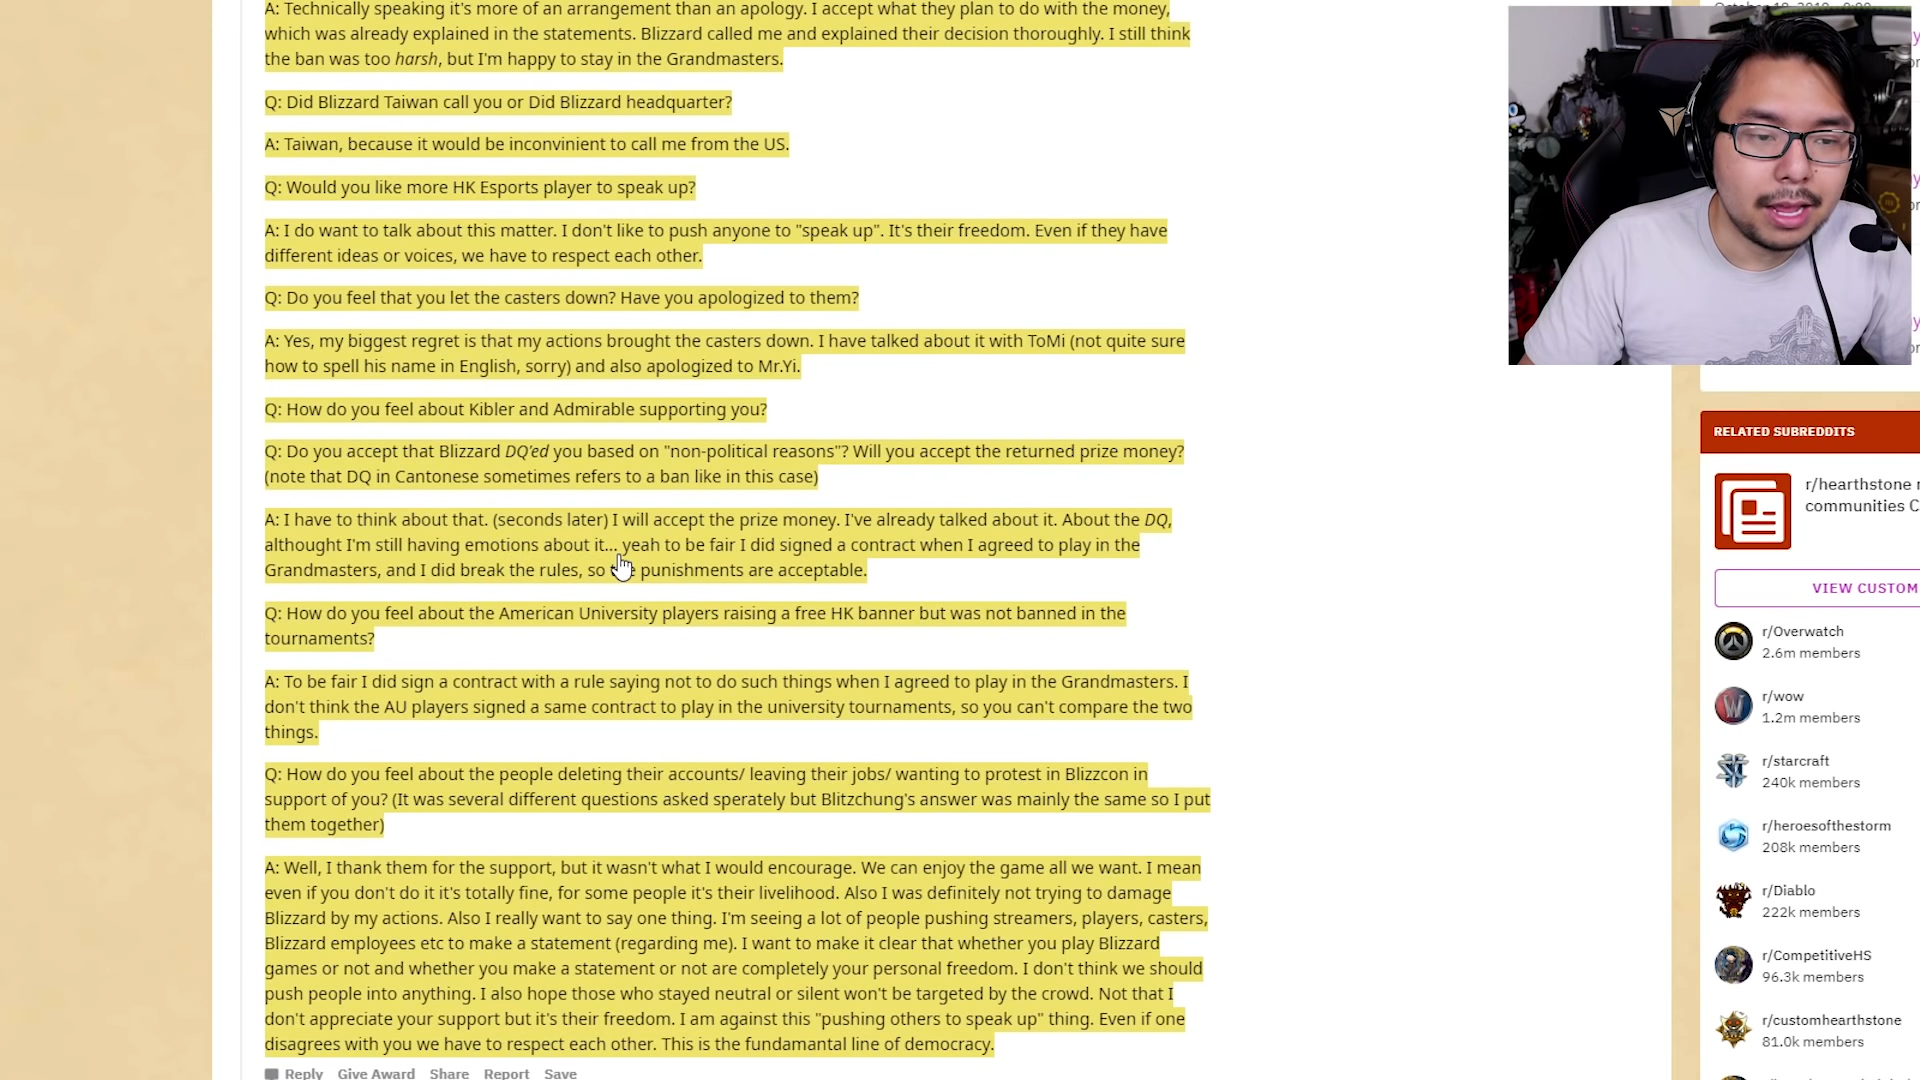 October 18, 2019
A: Technically speaking it's more of an arrangement than an apology. I accept what they plan to do with the money,
which was already explained in the statements. Blizzard called me and explained their decision thoroughly. I still think
the ban was too harsh, but I'm happy to stay in the Grandmasters.
Q: Did Blizzard Taiwan call you or Did Blizzard headquarter?
A: Taiwan, because it would be inconvinient to call me from the US.
Q: Would you like more HK Esports player to speak up?
A: I do want to talk about this matter. I don't like to push anyone to "speak up". It's their freedom. Even if they have
different ideas or voices, we have to respect each other.
Q: Do you feel that you let the casters down? Have you apologized to them?
A: Yes, my biggest regret is that my actions brought the casters down. I have talked about it with ToMi (not quite sure
how to spell his name in English, sorry) and also apologized to Mr.Yi.
Q: How do you feel about Kibler and Admirable supporting you?
Q: Do you accept that Blizzard DQ'ed you based on "non-political reasons"? Will you accept the returned prize money?
(note that DQ in Cantonese sometimes refers to a ban like in this case)
A: I have to think about that. (seconds later) I will accept the prize money. I've already talked about it. About the DQ,
althought I'm still having emotions about it... yeah to be fair I did signed a contract when I agreed to play in the
Grandmasters, and I did break the rules, so punishments are acceptable.
Q: How do you feel about the American University players raising a free HK banner but was not banned in the
tournaments?
A: To be fair I did sign a contract with a rule saying not to do such things when I agreed to play in the Grandmasters. I
don't think the AU players signed a same contract to play in the university tournaments, so you can't compare the two
things.
Q: How do you feel about the people deleting their accounts/ leaving their jobs/ wanting to protest in Blizzcon in
support of you? (It was several different questions asked sperately but Blitzchung's answer was mainly the same so I put
them together)
A: Well, I thank them for the support, but it wasn't what I would encourage. We can enjoy the game all we want. I mean
even if you don't do it it's totally fine, for some people it's their livelihood. Also I was definitely not trying to damage
Blizzard by my actions. Also I really want to say one thing. I'm seeing a lot of people pushing streamers, players, casters,
Blizzard employees etc to make a statement (regarding me). I want to make it clear that whether you play Blizzard
games or not and whether you make a statement or not are completely your personal freedom. I don't think we should
push people into anything. I also hope those who stayed neutral or silent won't be targeted by the crowd. Not that I
don't appreciate your support but it's their freedom. I am against this "pushing others to speak up" thing. Even if one
disagrees with you we have to respect each other. This is the fundamantal line of democracy.
Reply Give Award Share Report Save
RELATED SUBREDDITS
r/hearthstone
communities
VIEW CUSTOM
r/Overwatch
2.6m members
r/wow
1.2m members
r/starcraft
240k members
r/heroesofthestorm
208k members
r/Diablo
222k members
r/CompetitiveHS
96.3k members
r/customhearthstone
81.0k members